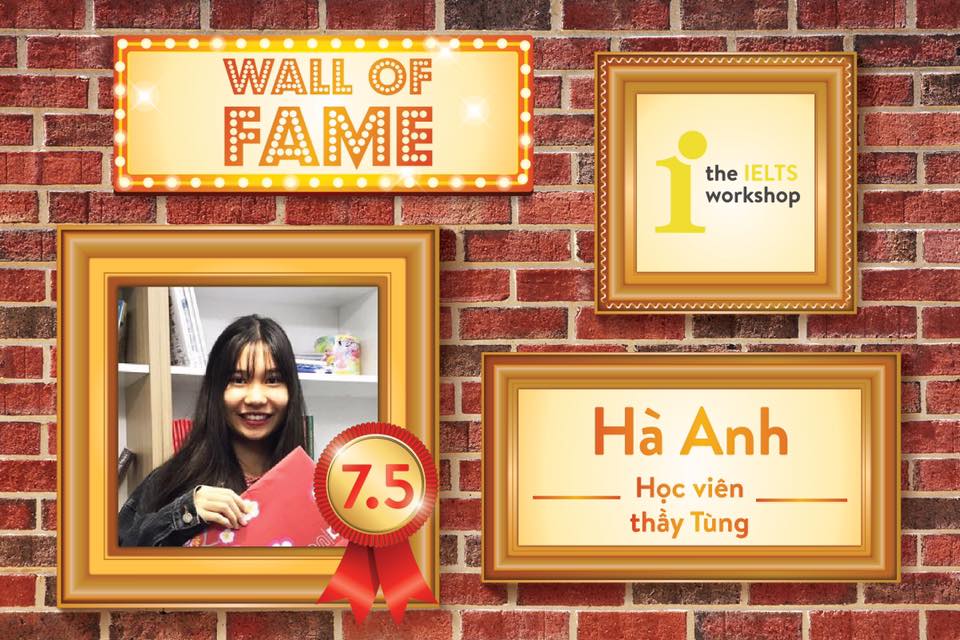 WALL OF
FAME
the IELTS
workshop
7.5
Hà Anh
Học viên
thầy Tùng